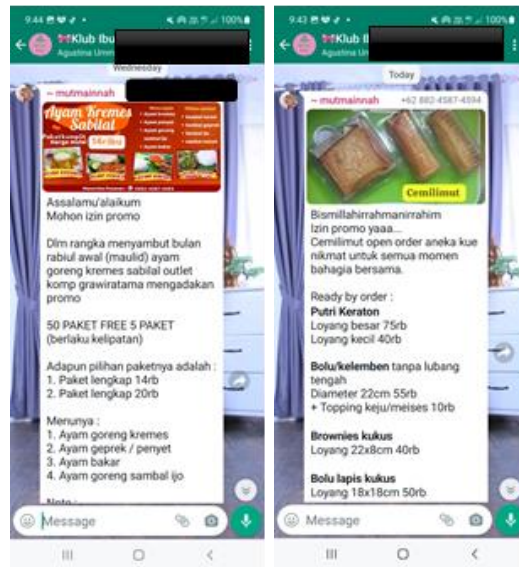 9:44
100%
Klub Ibu
Agustina Umm
Wednesday
~ mutmainnah
Ayam Kremes
Sabilal
Assalamu'alaikum
Mohon izin promo
Dlm rangka menyambut bulan
rabiul awal (maulid) ayam
goreng kremes sabilal outlet
komp grawiratama mengadakan
promo
50 PAKET FREE 5 PAKET
(berlaku kelipatan)
Adapun pilihan paketnya adalah :
1. Paket lengkap 14rb
2. Paket lengkap 20rb
Menunya :
1. Ayam goreng kremes
2. Ayam geprek / penyet
3. Ayam bakar
4. Ayam goreng sambal ijo
Message
9:43
100%
Klub I
Agustina Um
Today
~ mutmainnah
+62 882-4587-4594
Cemilimut
Bismillahirrahmanirrahim
Izin promo yaaa...
Cemilimut open order aneka kue
nikmat untuk semua momen
bahagia bersama.
Ready by order :
Putri Keraton
Loyang besar 75rb
Loyang kecil 40rb
Bolu/kelemben tanpa lubang
tengah
Diameter 22cm 55rb
+ Topping keju/meises 10rb
Brownies kukus
Loyang 22x8cm 40rb
Bolu lapis kukus
Loyang 18x18cm 50rb
Message